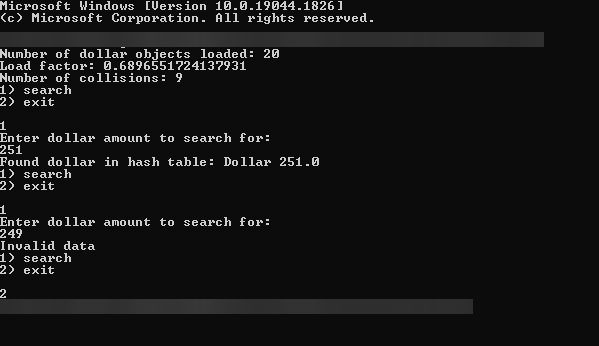 Microsoft Windows [Version 10.0.19044.1826]
(c) Microsoft Corporation. All rights reserved.
Number of dollar objects loaded: 20
Load factor: 0.6896551724137931
Number of collisions: 9
1) search
2) exit
1
Enter dollar amount to search for:
251
Found dollar in hash table: Dollar 251.0
1) search
2) exit
1
Enter dollar amount to search for:
249
Invalid data
1) search
2) exit
2